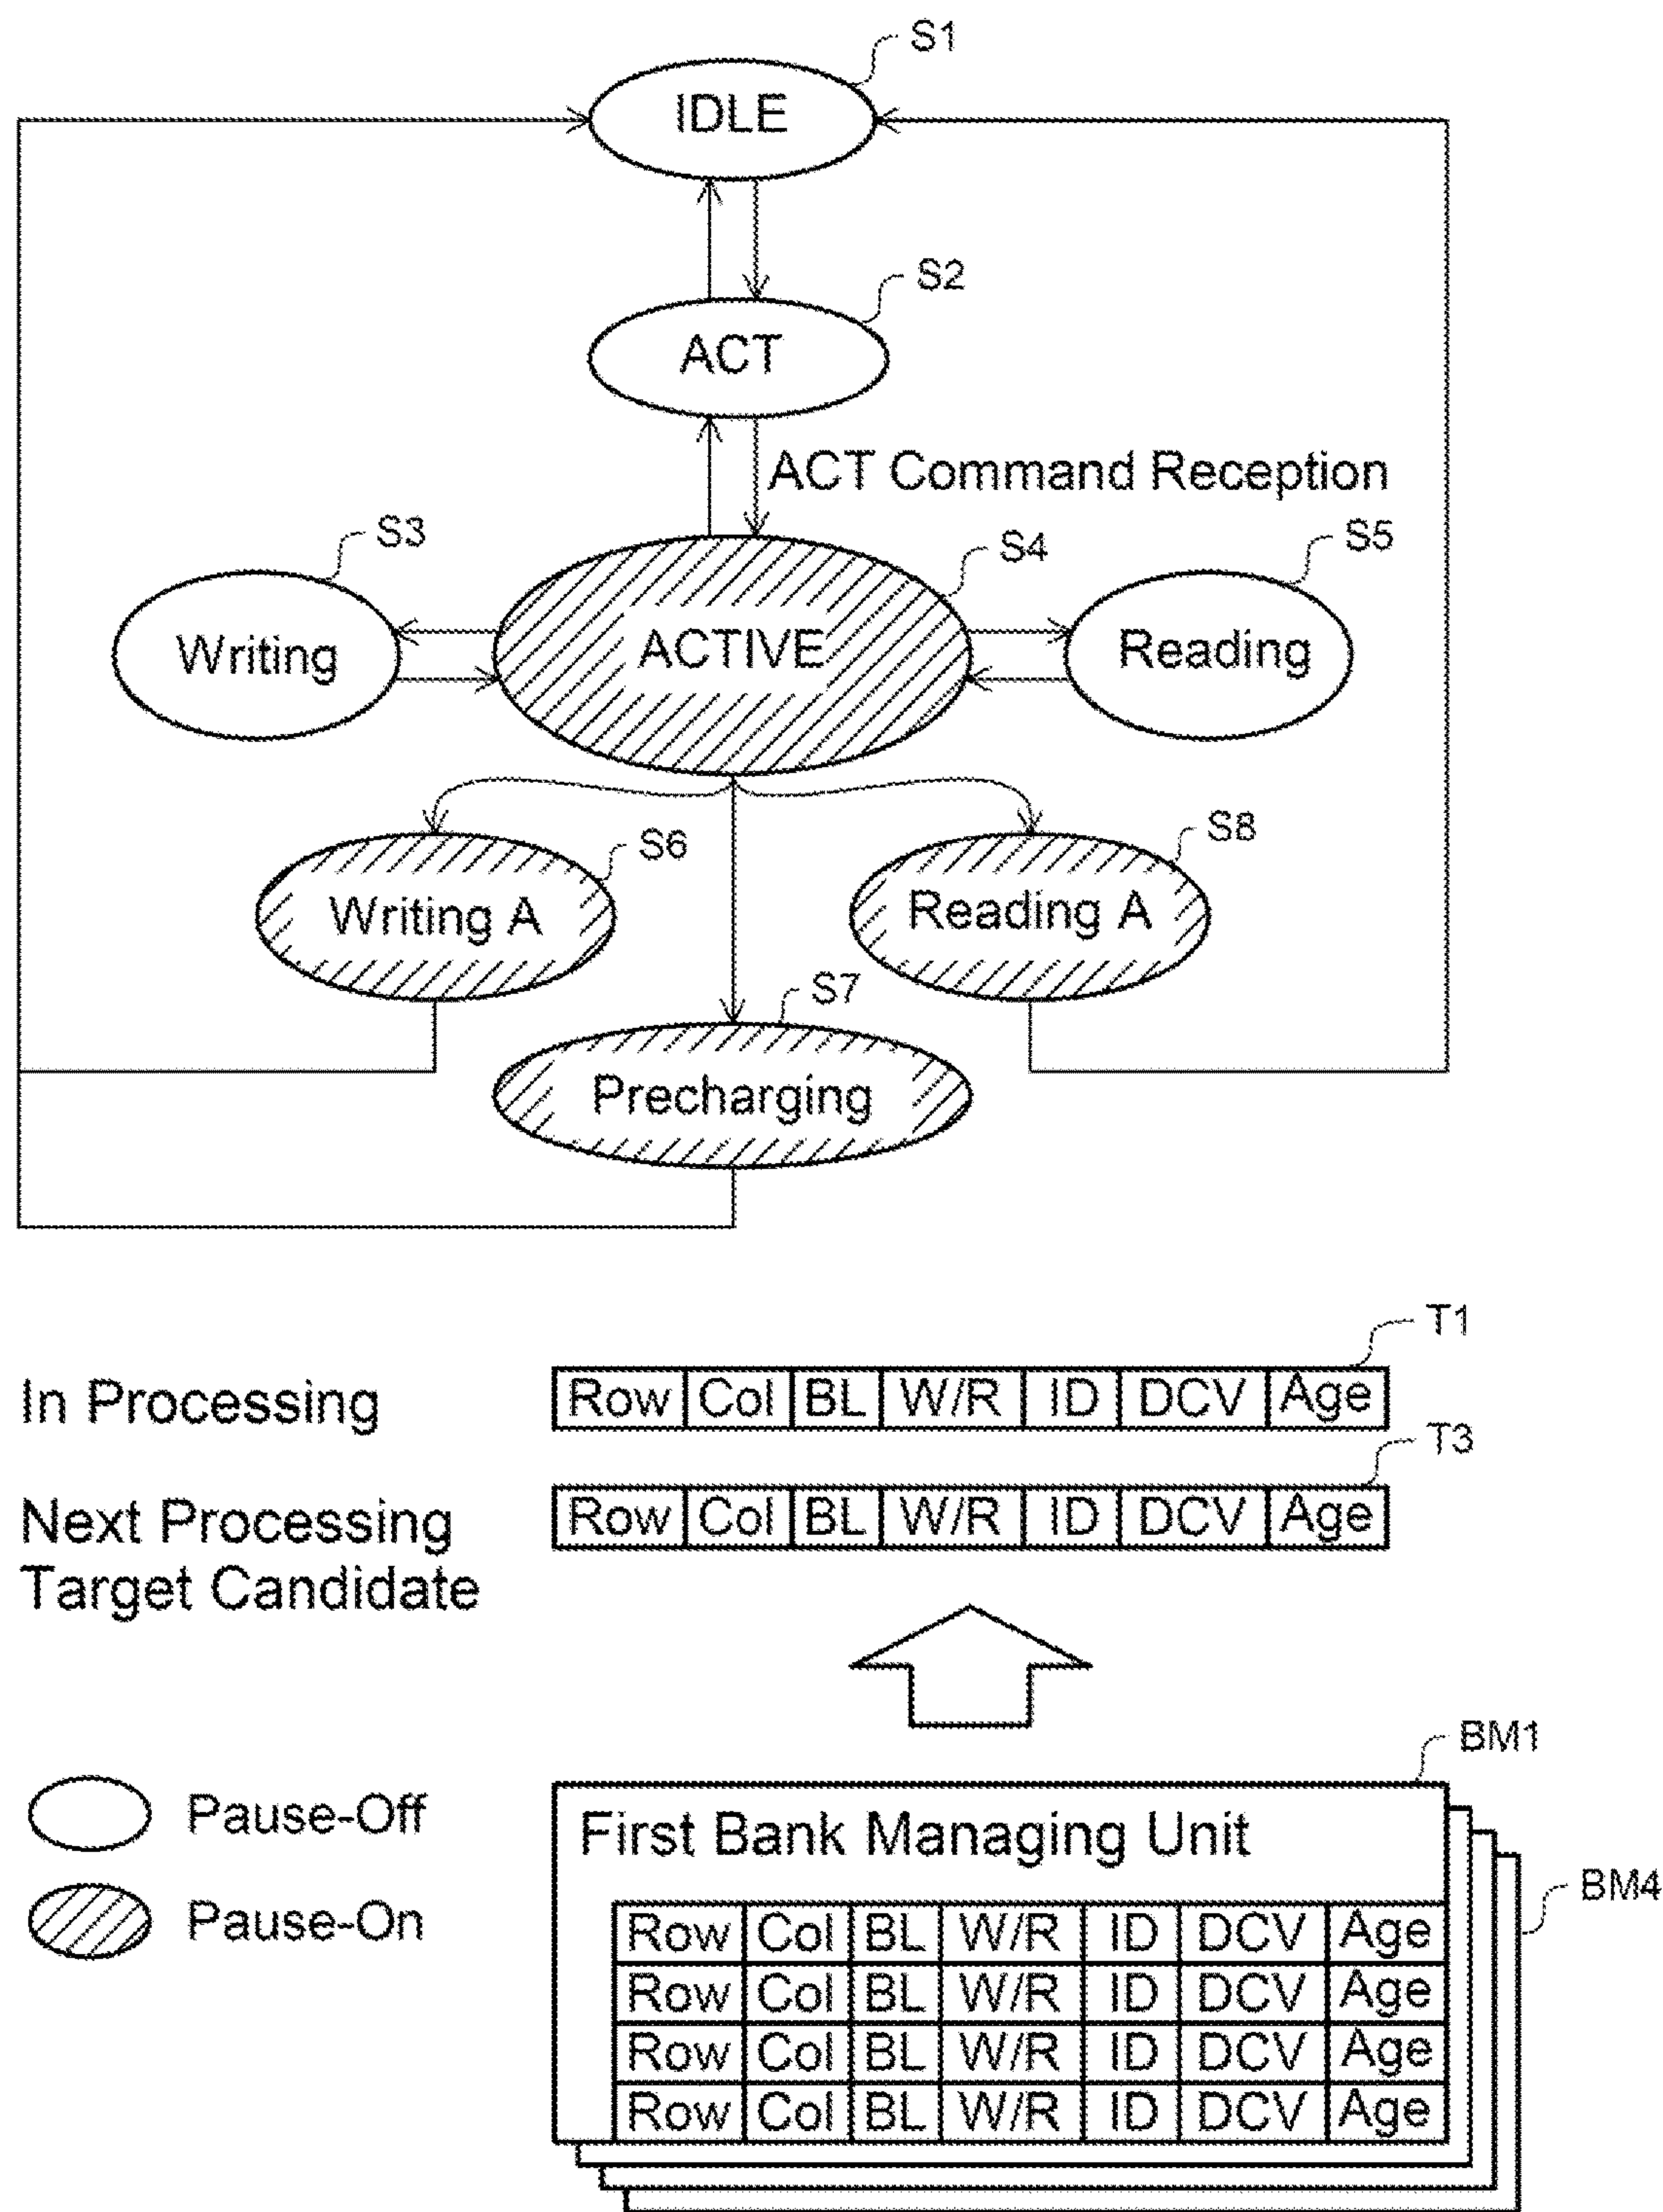 S1
IDLE
S2
ACT
ACT Command Reception
S3
S4
S5
Writing
ACTIVE
Reading
S6
S8
Writing A
Reading A
S7
Precharging
T1
In Processing
Row Col BL W/R ID DCV Age
T3
Next Processing
Target Candidate
Row Col BL W/R ID DCV Age
BM1
Pause-Off
First Bank Managing Unit
BM4
Pause-On
Row Col BL W/R ID DCV Age
Row Col BL W/R ID DCV Age
Row Col BL W/R ID DCV Age
Row Col BL W/R ID DCV Age